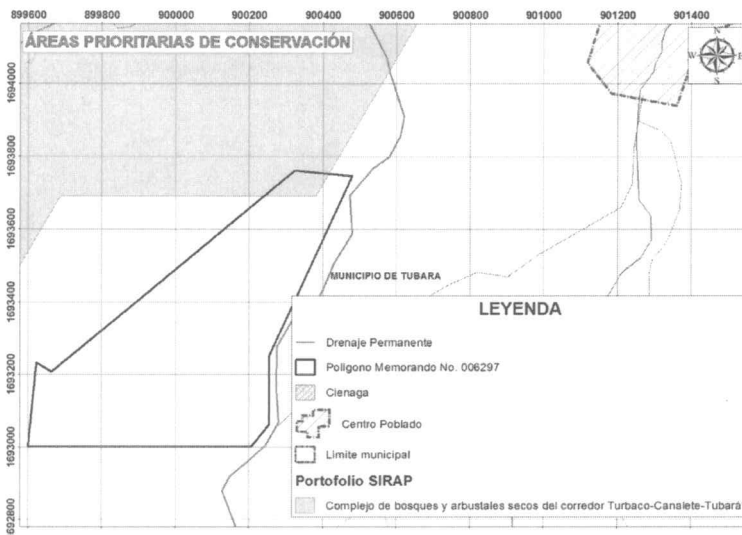 899600 899800 900000 900200 900400 900600 900800 901000 901200 901400
ÁREAS PRIORITARIAS DE CONSERVACIÓN
N
W E
S
1694000
1693800
1693600
1693400
1693200
1693000
692800
MUNICIPIO DE TUBARA
LEYENDA
Drenaje Permanente
Poligono Memorando No. 006297
Cienaga
Centro Poblado
Limite municipal
Portofolio SIRAP
Complejo de bosques y arbustales secos del corredor Turbaco-Canalete-Tubará